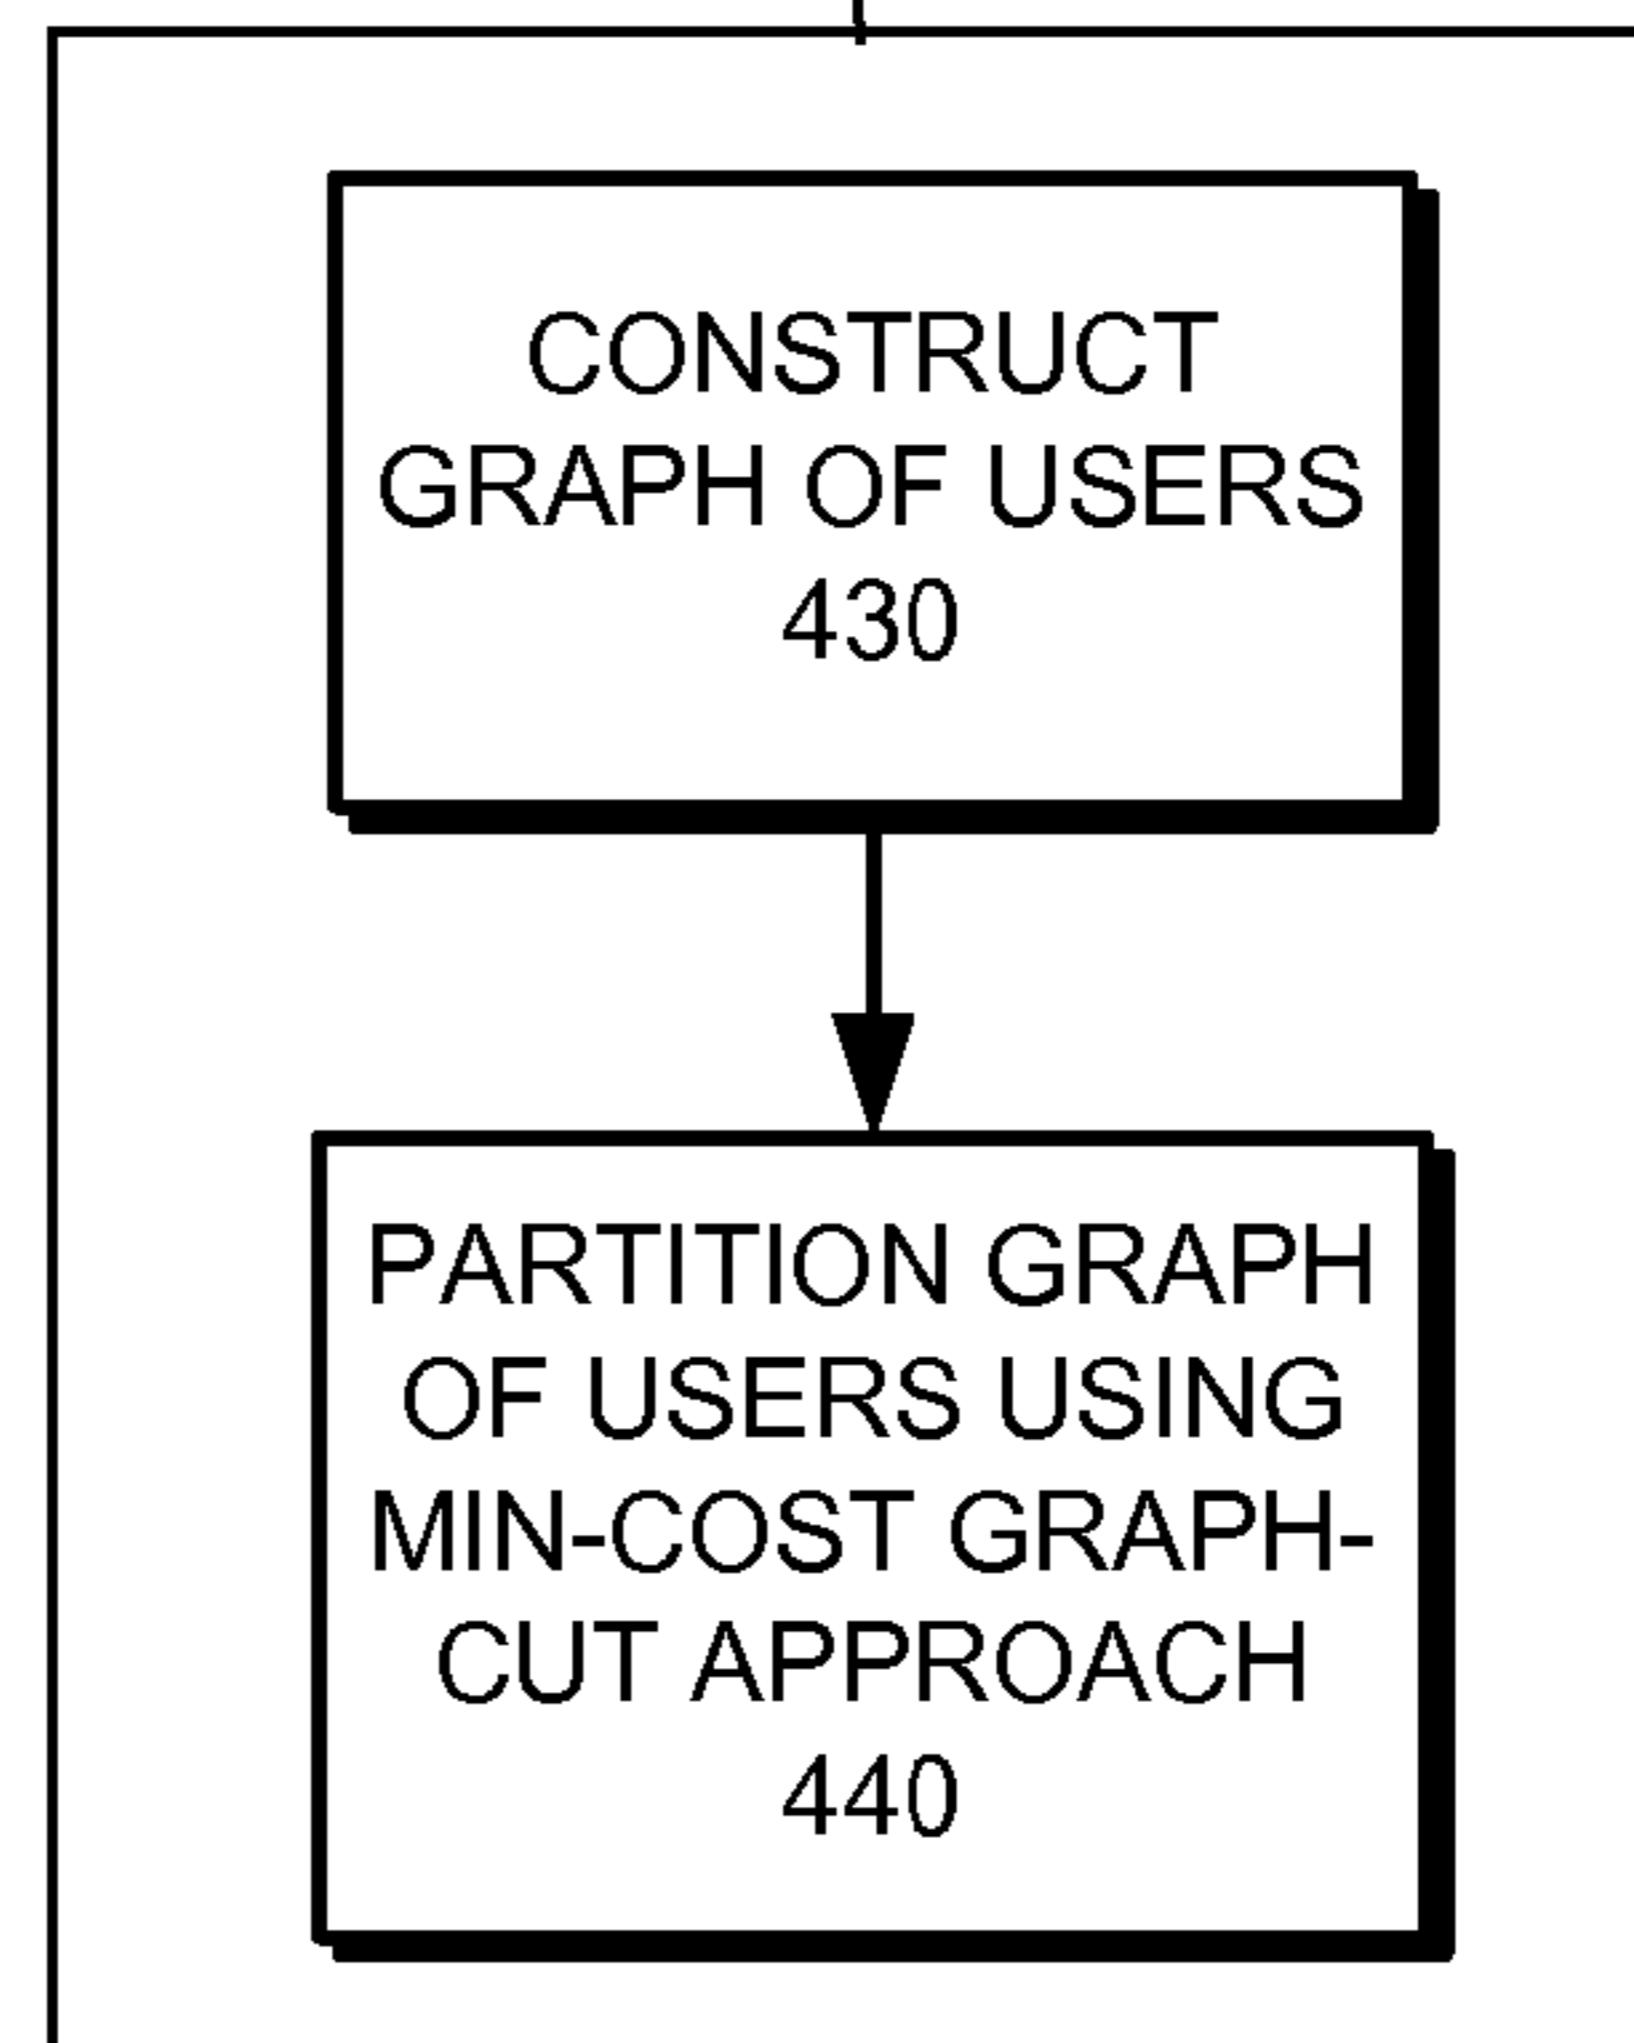 CONSTRUCT
GRAPH OF USERS
430
PARTITION GRAPH
OF USERS USING
MIN-COST GRAPH-
CUT APPROACH
440